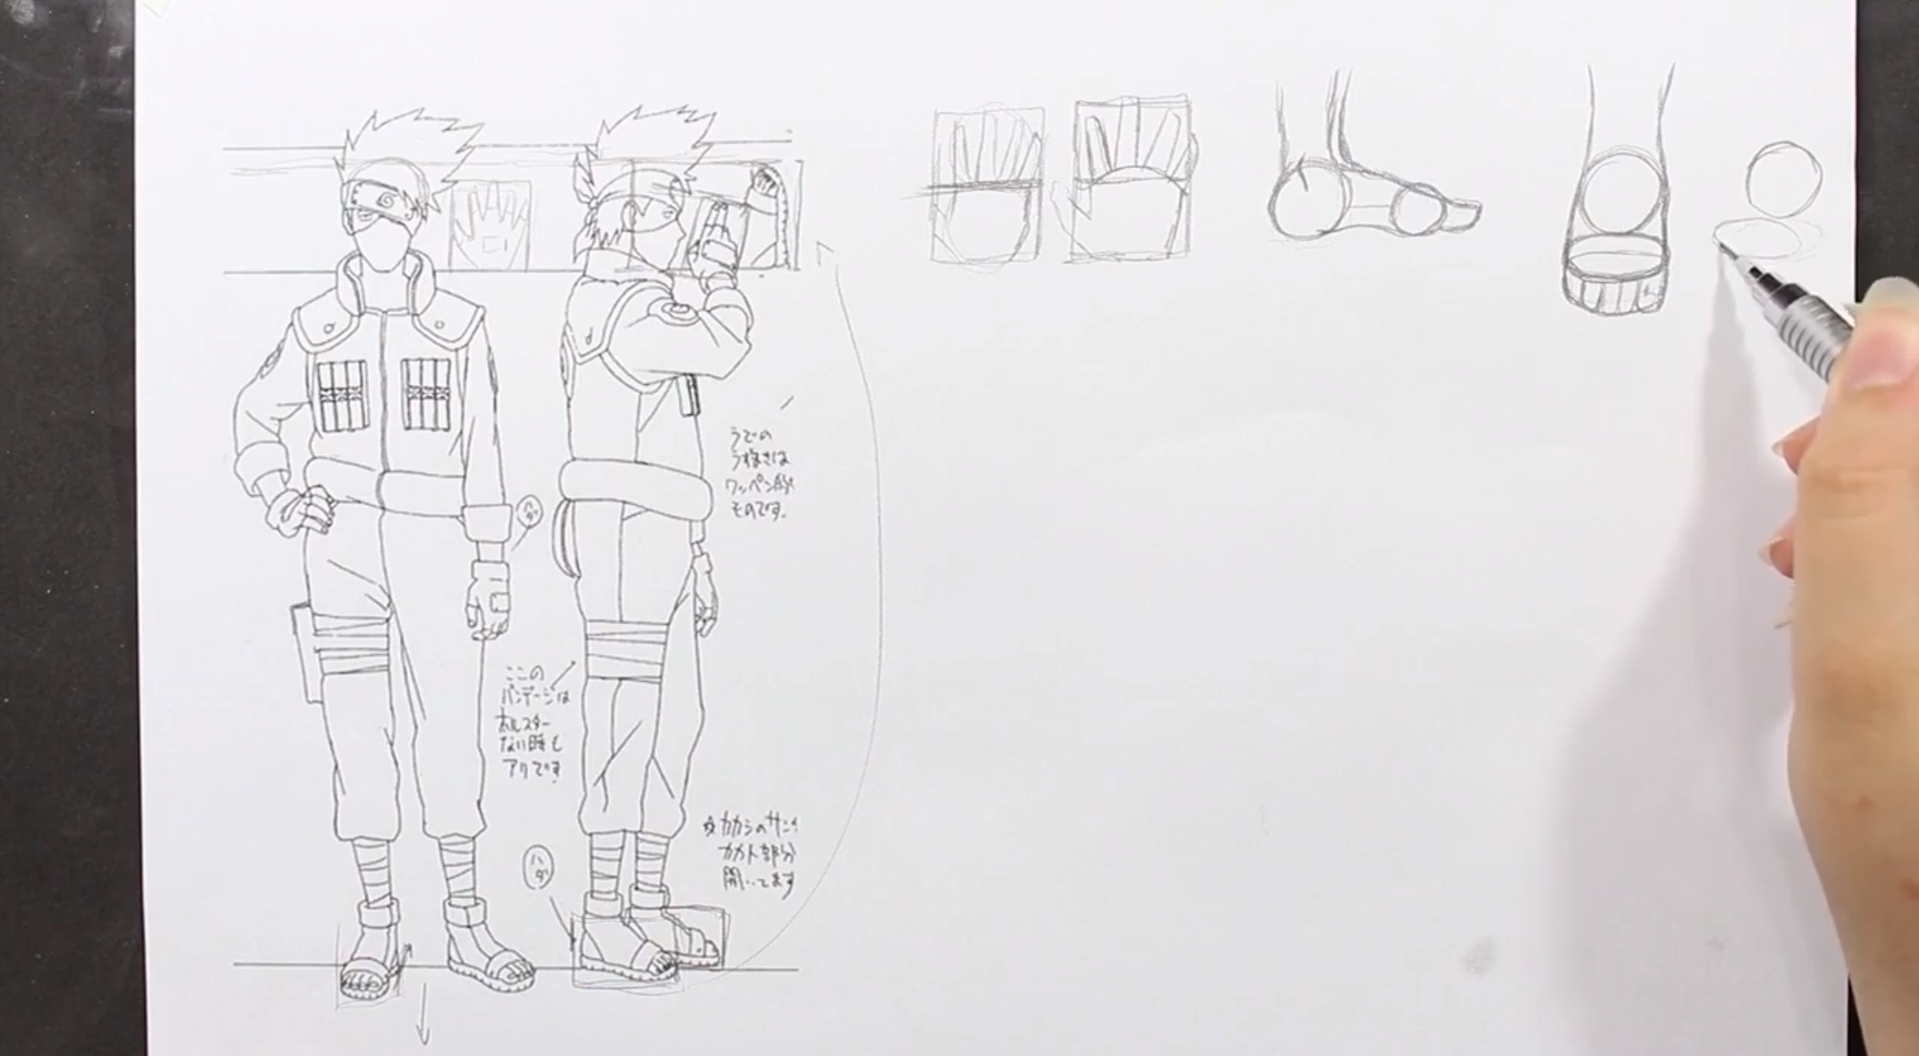 うでの
うずまきは
ワッペン的
ものです。
ハダ
ここの
バンデージは
ホルスター
ない時も
アリです
カカシのサン
カカト部分
開いてます
ハダ